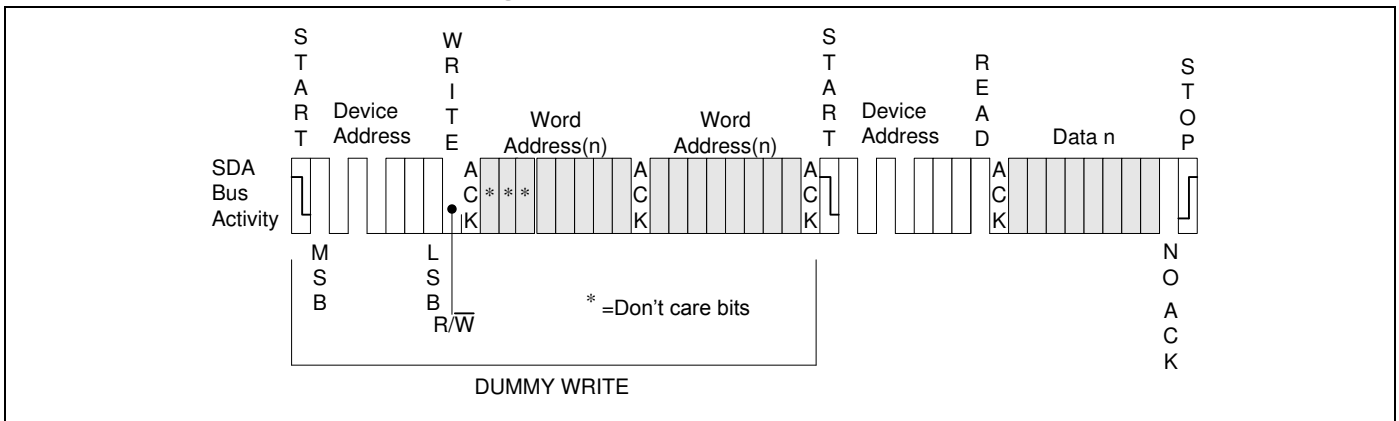 START
WRITE
START
READ
STOP
Device
Address
Word
Address(n)
Word
Address(n)
Device
Address
Data n
SDA
Bus
Activity
ACK
* * *
ACK
ACK
ACK
MSB
LSB
R/W̅
* =Don't care bits
NO ACK
DUMMY WRITE